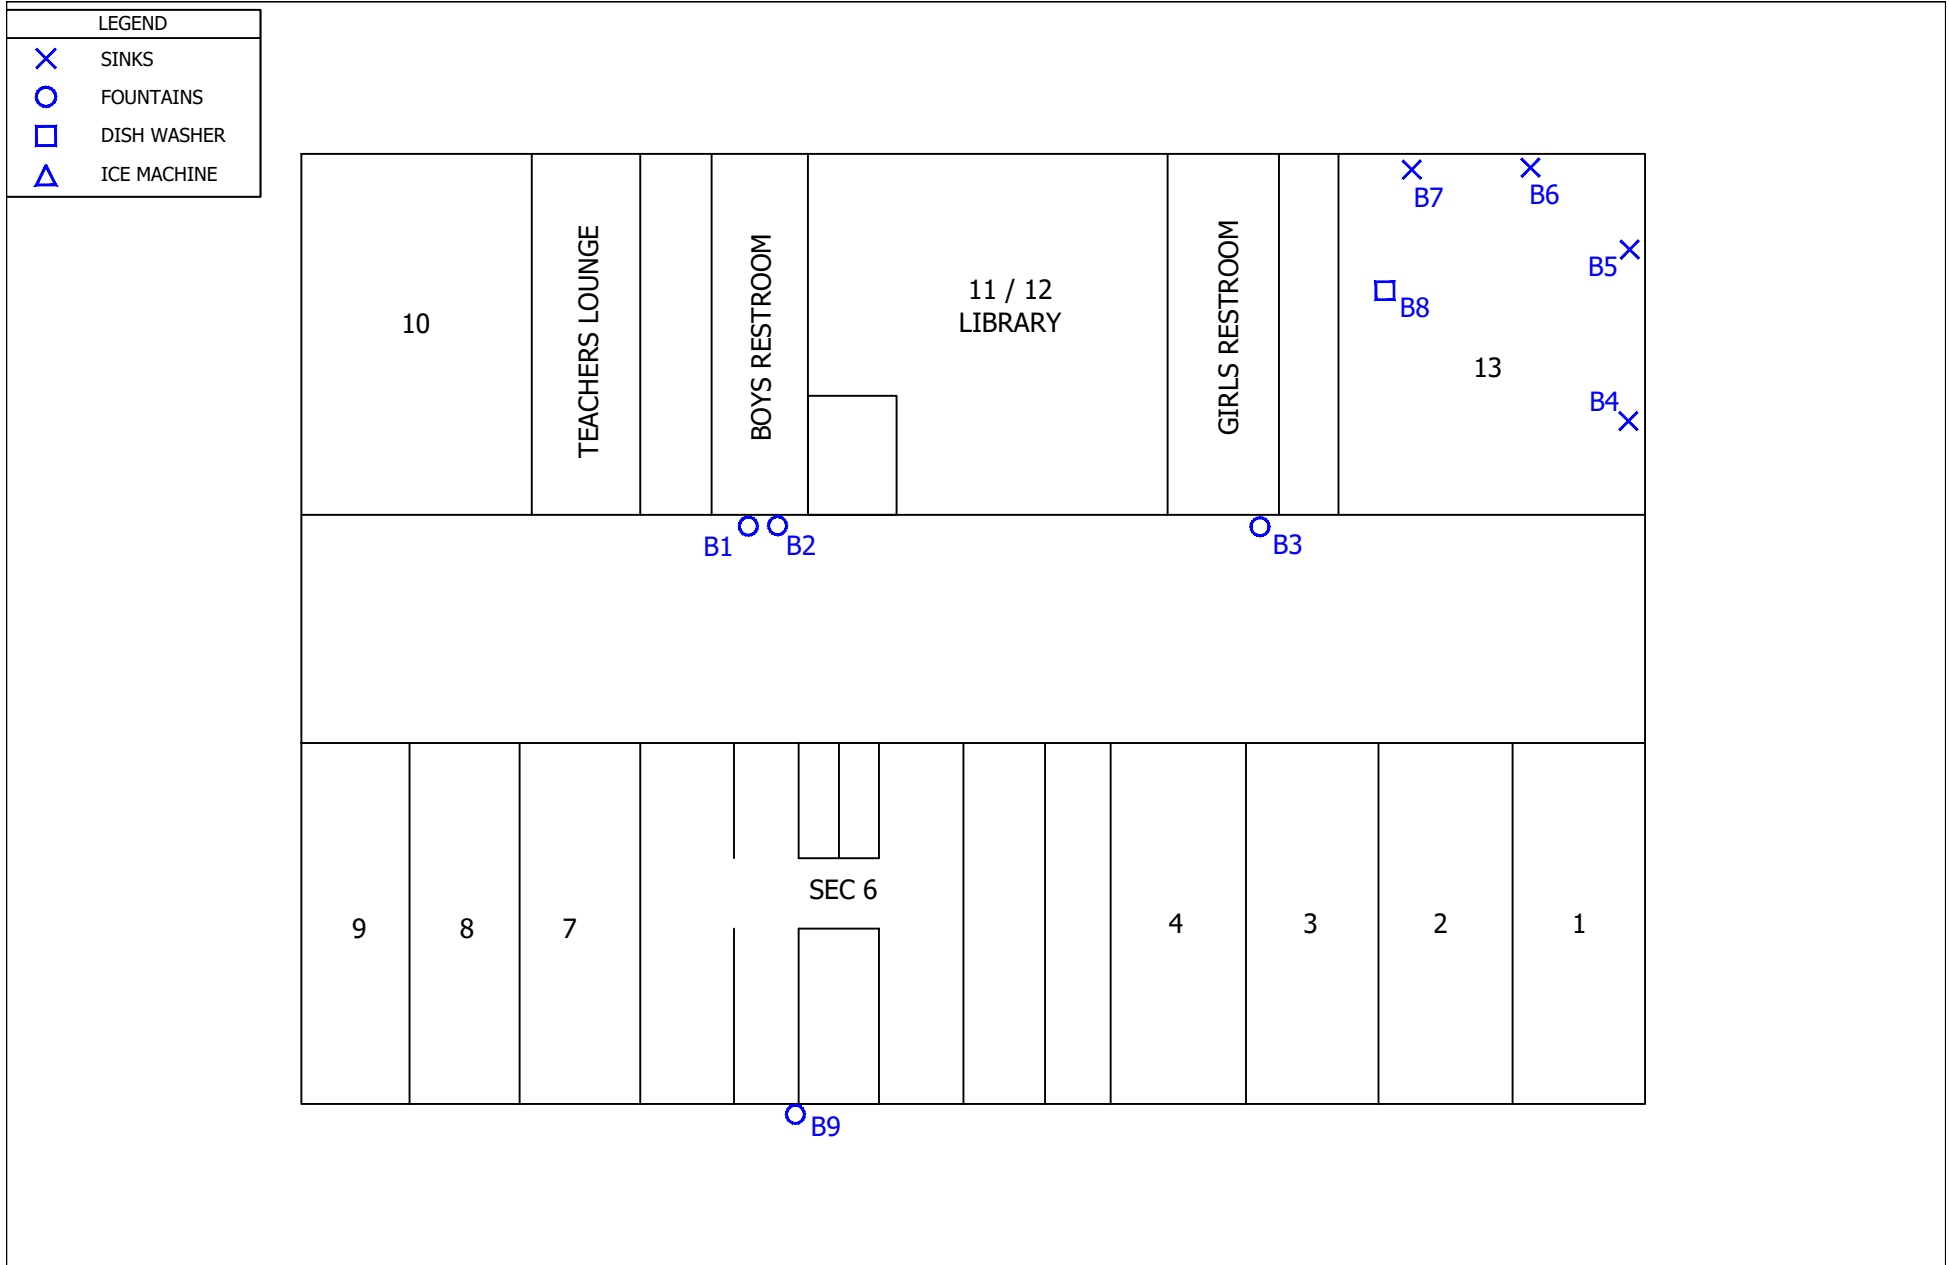 LEGEND
SINKS
FOUNTAINS
DISH WASHER
ICE MACHINE
B7
B6
B5
B8
10
TEACHERS LOUNGE
BOYS RESTROOM
11 / 12
LIBRARY
GIRLS RESTROOM
13
B4
B1
B2
B3
SEC 6
9
8
7
4
3
2
1
B9